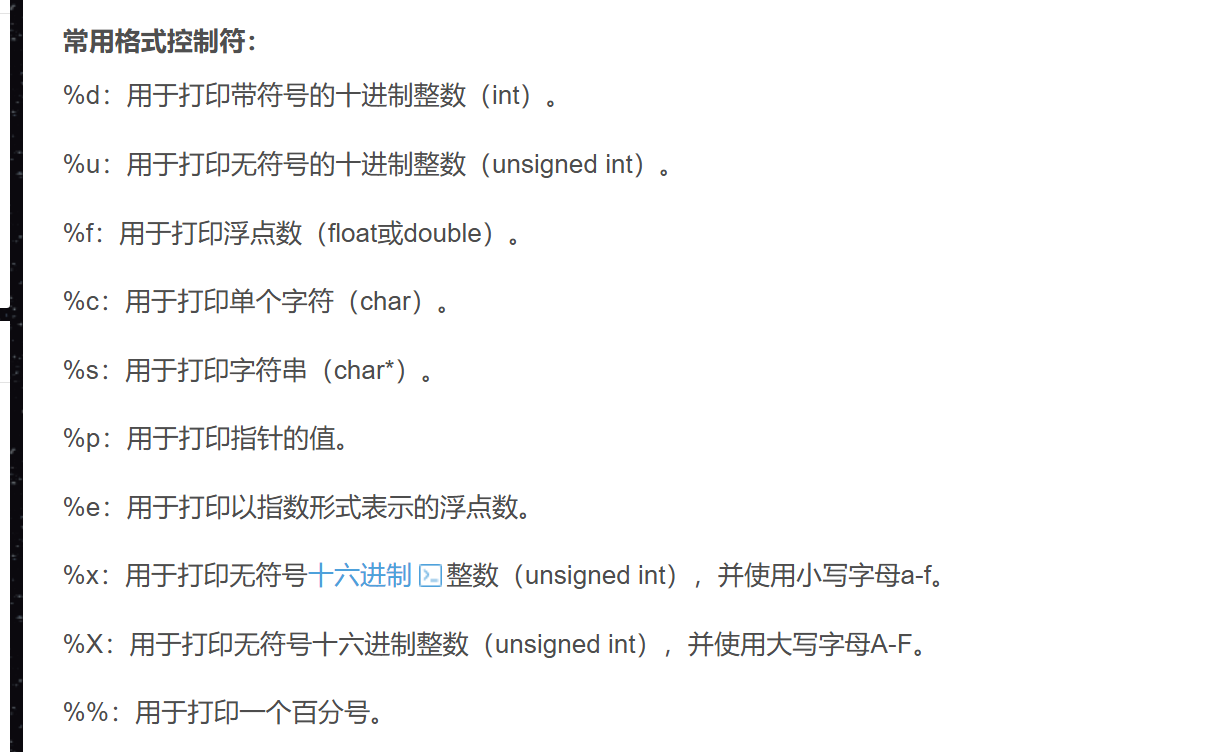 常用格式控制符：
%d：用于打印带符号的十进制整数（int）。
%u：用于打印无符号的十进制整数（unsigned int）。
%f：用于打印浮点数（float或double）。
%c：用于打印单个字符（char）。
%s：用于打印字符串（char*）。
%p：用于打印指针的值。
%e：用于打印以指数形式表示的浮点数。
%x：用于打印无符号十六进制整数（unsigned int），并使用小写字母a-f。
%X：用于打印无符号十六进制整数（unsigned int），并使用大写字母A-F。
%%：用于打印一个百分号。